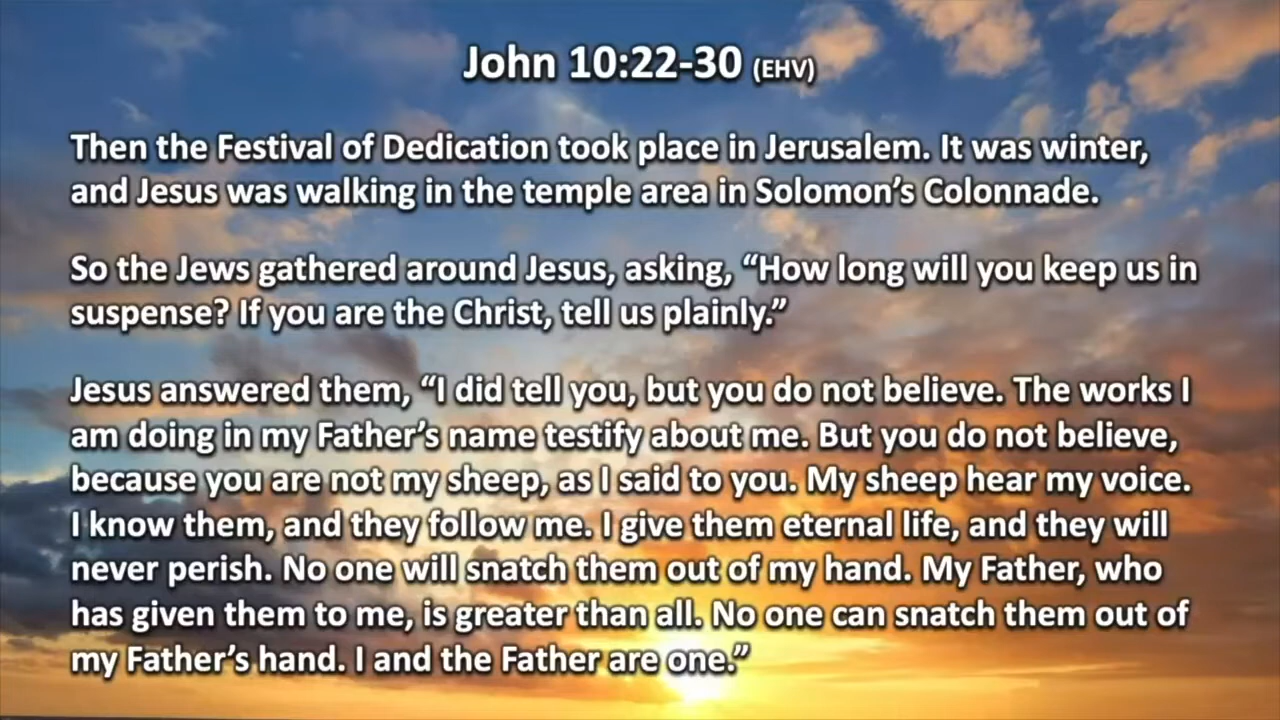 John 10:22-30 (EHV)
Then the Festival of Dedication took place in Jerusalem. It was winter,
and Jesus was walking in the temple area in Solomon’s Colonnade.
So the Jews gathered around Jesus, asking, “How long will you keep us in
suspense? If you are the Christ, tell us plainly.”
Jesus answered them, “I did tell you, but you do not believe. The works I
am doing in my Father’s name testify about me. But you do not believe,
because you are not my sheep, as I said to you. My sheep hear my voice.
I know them, and they follow me. I give them eternal life, and they will
never perish. No one will snatch them out of my hand. My Father, who
has given them to me, is greater than all. No one can snatch them out of
my Father’s hand. I and the Father are one.”